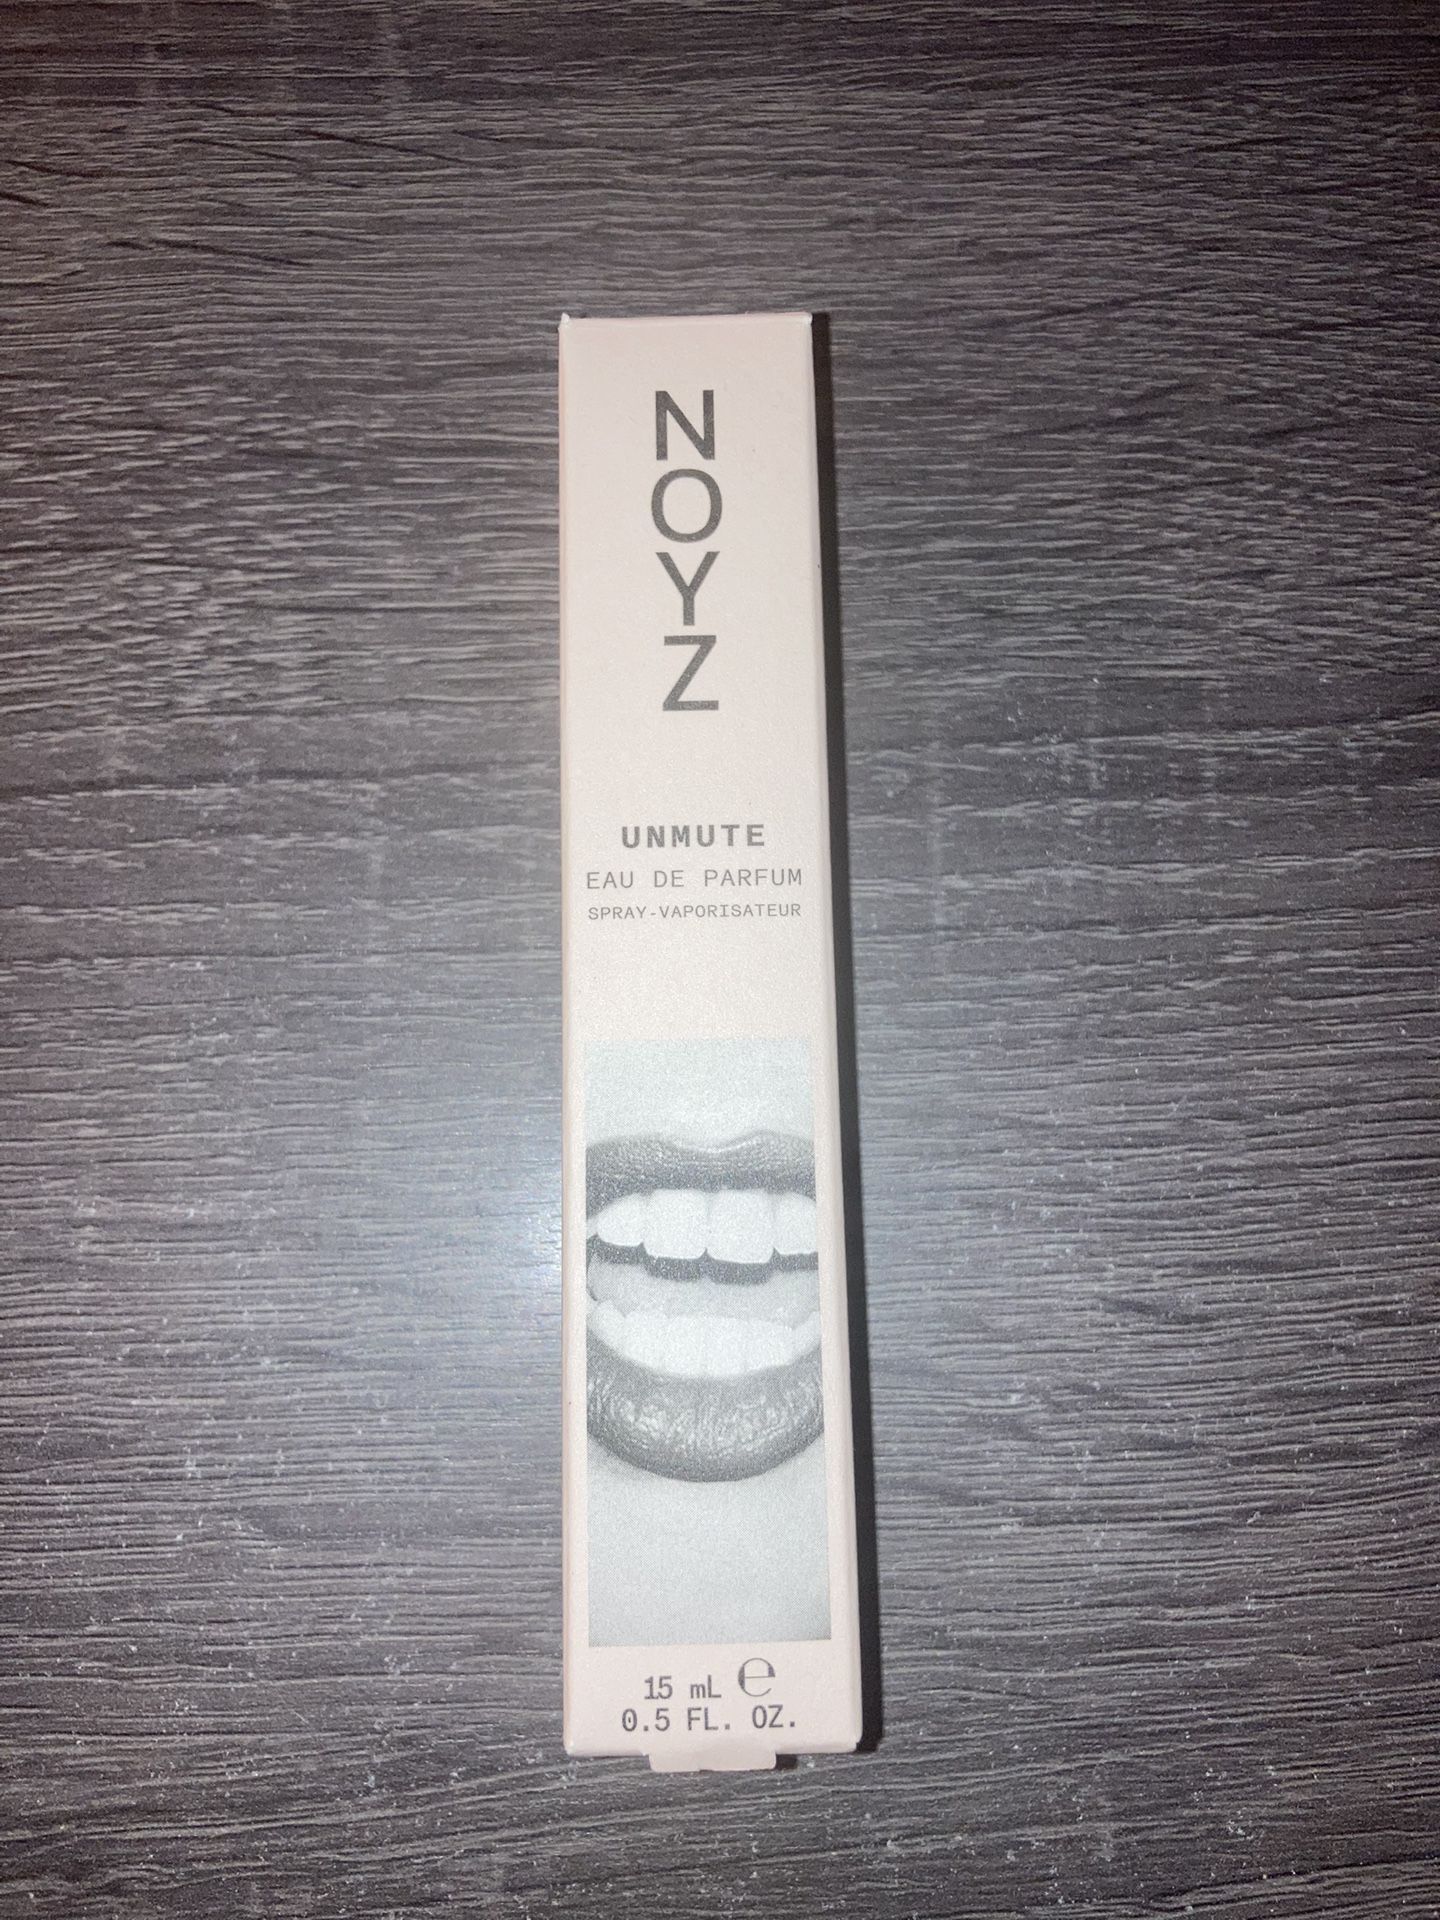 NOYZ
UNMUTE
EAU DE PARFUM
SPRAY-VAPORISATEUR
15 mL ℮
0.5 FL. OZ.